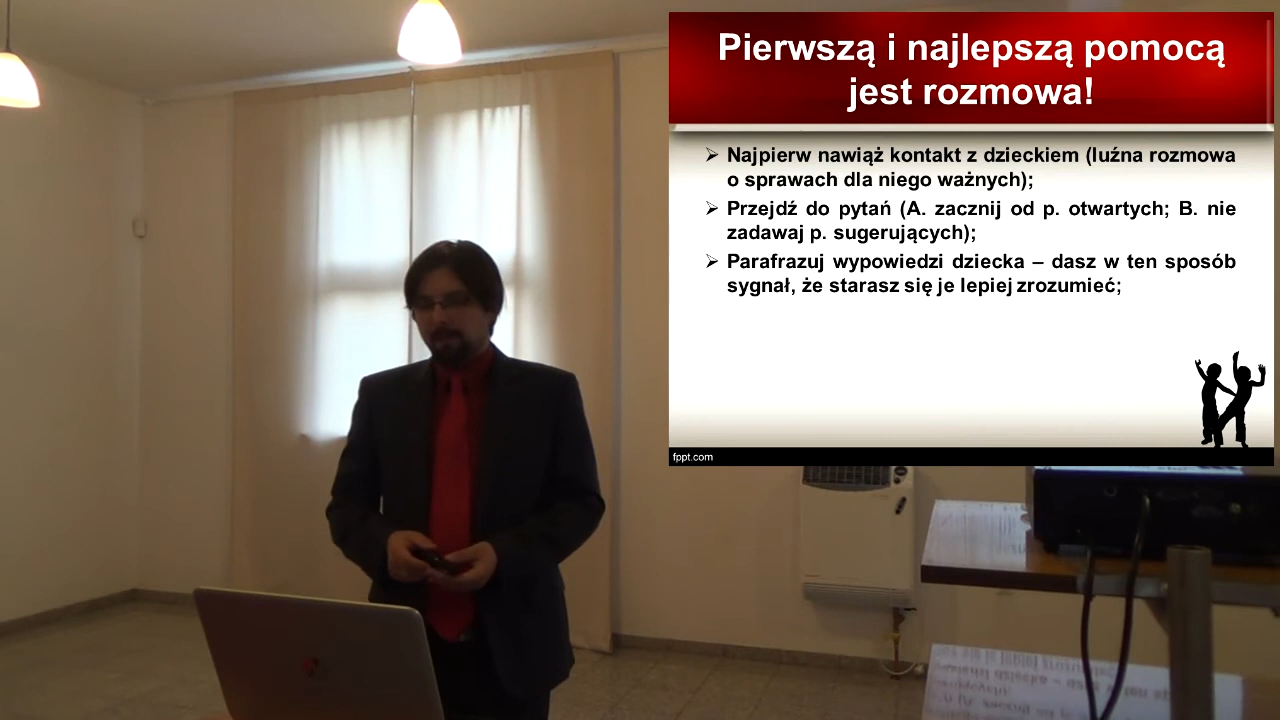 Pierwszą i najlepszą pomocą
jest rozmowa!
➢ Najpierw nawiąż kontakt z dzieckiem (luźna rozmowa
o sprawach dla niego ważnych);
➢ Przejdź do pytań (A. zacznij od p. otwartych; B. nie
zadawaj p. sugerujących);
➢ Parafrazuj wypowiedzi dziecka – dasz w ten sposób
sygnał, że starasz się je lepiej zrozumieć;
fppt.com